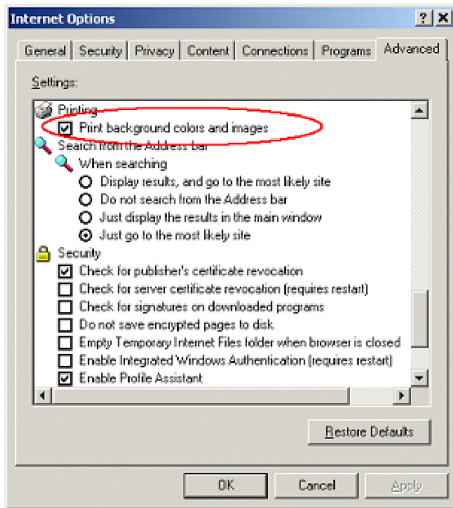 Internet Options
General Security Privacy Content Connections Programs Advanced
Settings:
Printing
Print background colors and images
Search from the Address bar
When searching
Display results, and go to the most likely site
Do not search from the Address bar
Just display the results in the main window
Just go to the most likely site
Security
Check for publisher's certificate revocation
Check for server certificate revocation (requires restart)
Check for signatures on downloaded programs
Do not save encrypted pages to disk
Empty Temporary Internet Files folder when browser is closed
Enable Integrated Windows Authentication (requires restart)
Enable Profile Assistant
Restore Defaults
OK Cancel Apply